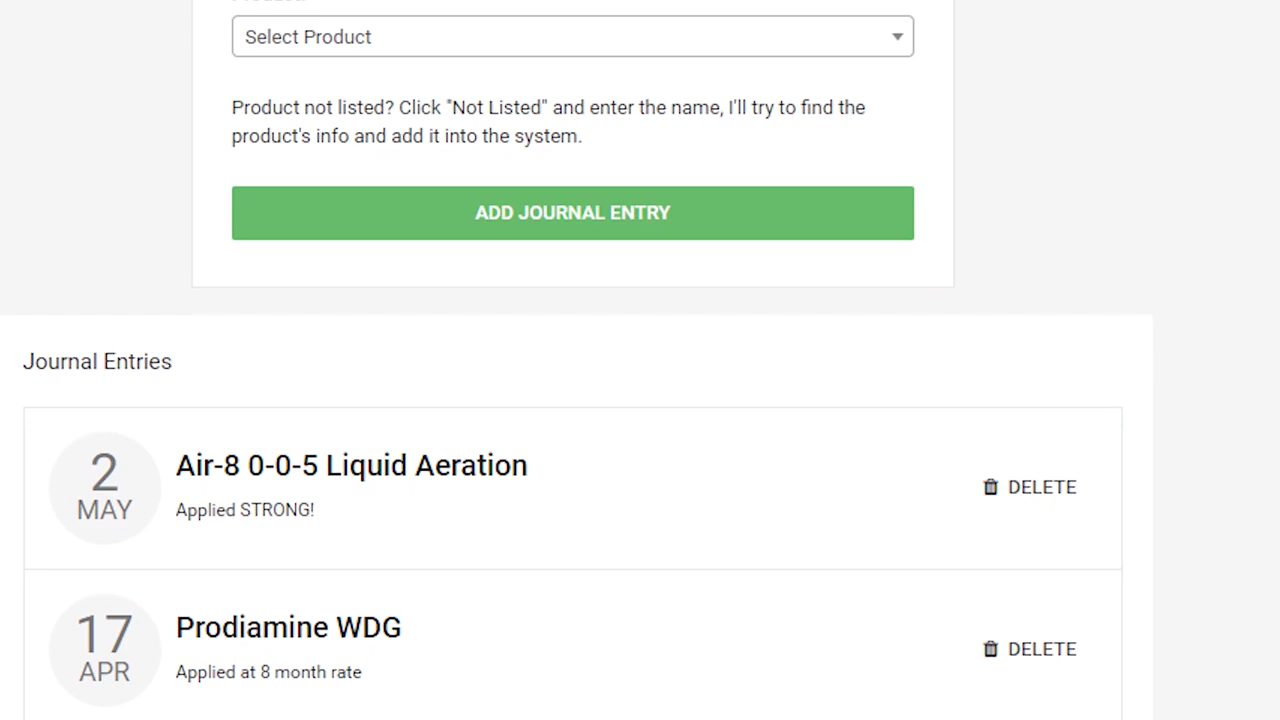 Select Product
Product not listed? Click "Not Listed" and enter the name, I'll try to find the
product's info and add it into the system.
ADD JOURNAL ENTRY
Journal Entries
2
MAY
Air-8 0-0-5 Liquid Aeration
Applied STRONG!
DELETE
17
APR
Prodiamine WDG
Applied at 8 month rate
DELETE